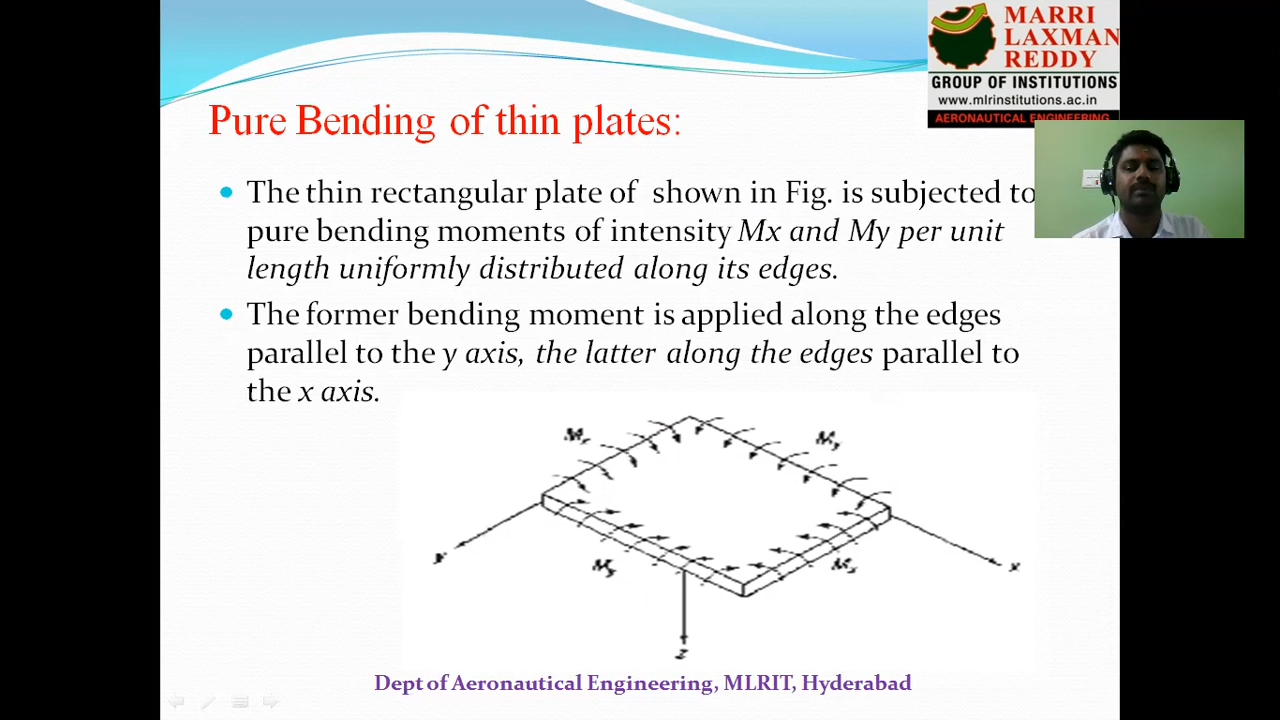 MARRI
LAXMAN
REDDY
GROUP OF INSTITUTIONS
www.mlrinstitutions.ac.in
AERONAUTICAL ENGINEERING
Pure Bending of thin plates:
The thin rectangular plate of shown in Fig. is subjected to
pure bending moments of intensity Mx and My per unit
length uniformly distributed along its edges.
The former bending moment is applied along the edges
parallel to the y axis, the latter along the edges parallel to
the x axis.
Mx
My
y
x
My
Mx
z
Dept of Aeronautical Engineering, MLRIT, Hyderabad